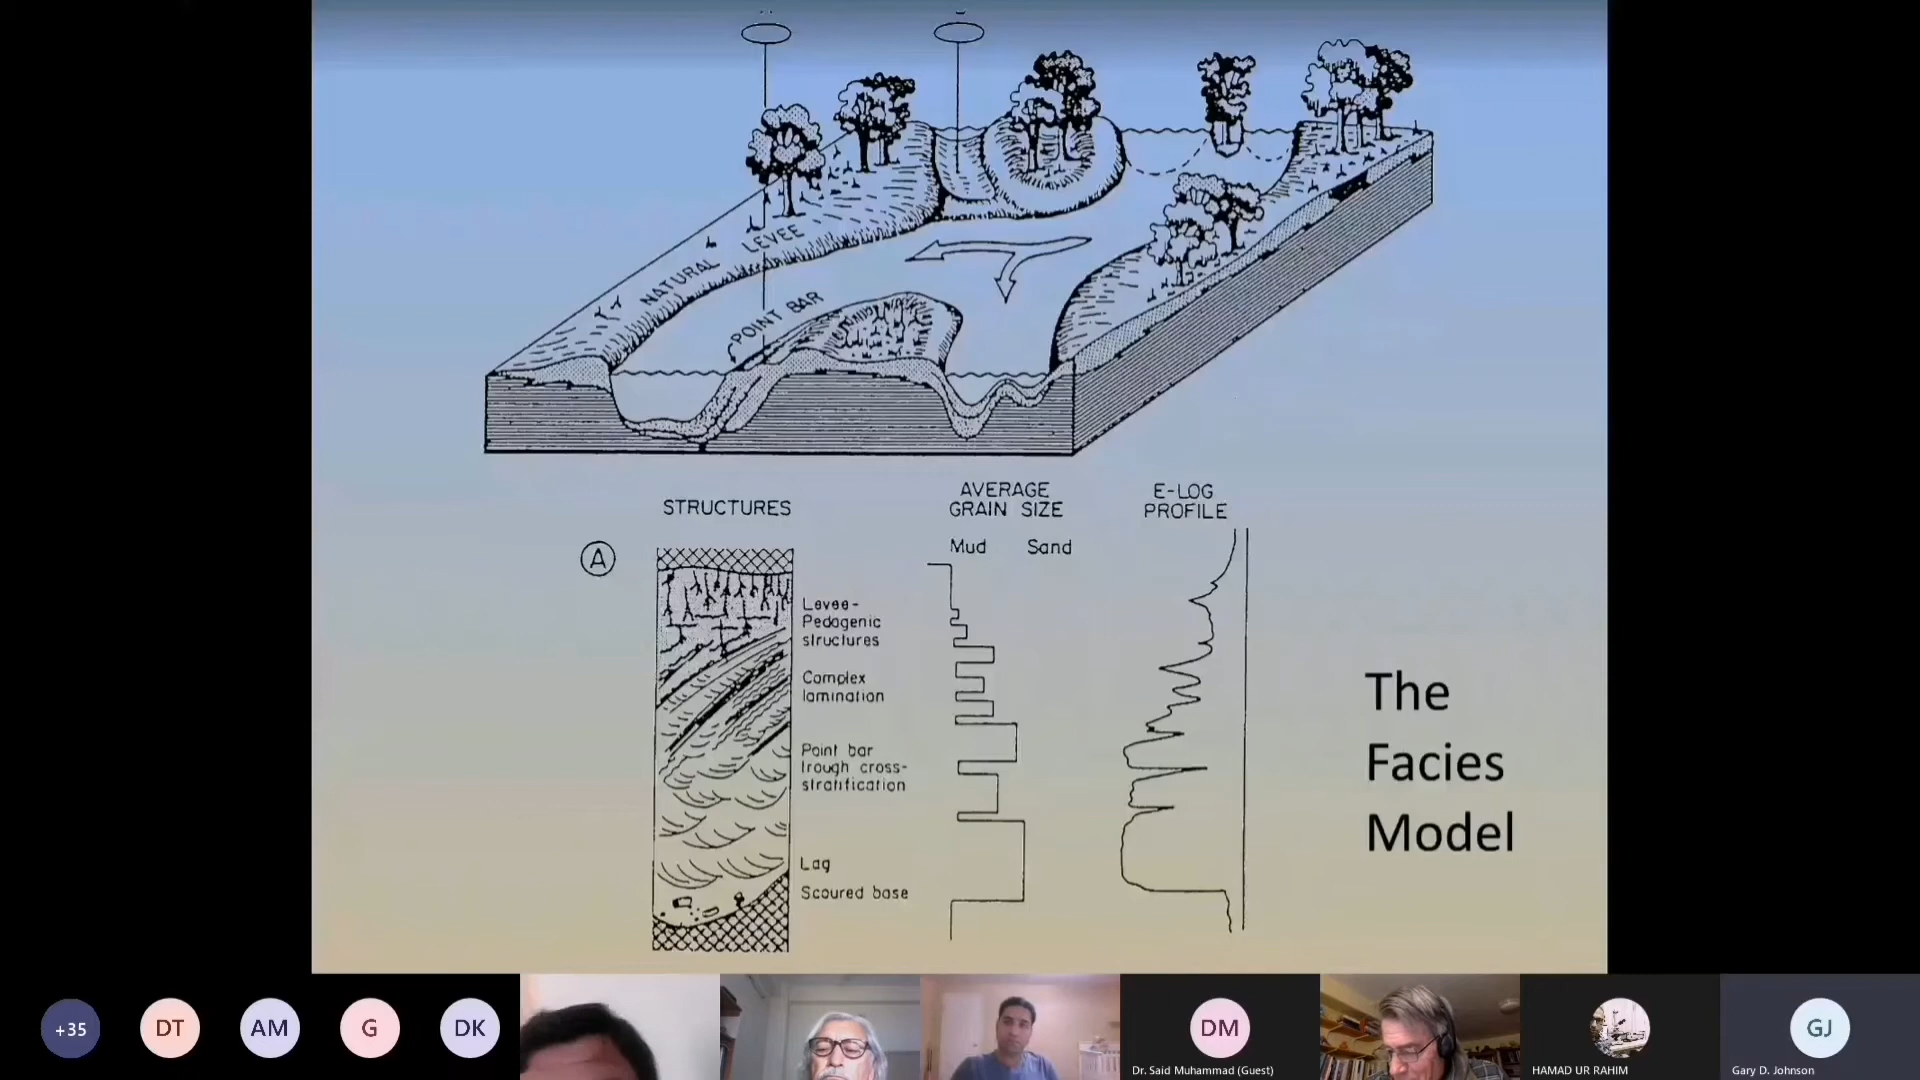 NATURAL LEVEE
POINT BAR
STRUCTURES
AVERAGE
GRAIN SIZE
E-LOG
PROFILE
Mud Sand
A
Levee-
Pedogenic
structures
Complex
lamination
Point bar
trough cross-
stratification
Lag
Scoured base
The
Facies
Model
+35
DT
AM
G
DK
DM
Dr. Said Muhammad (Guest)
HAMAD UR RAHIM
GJ
Gary D. Johnson